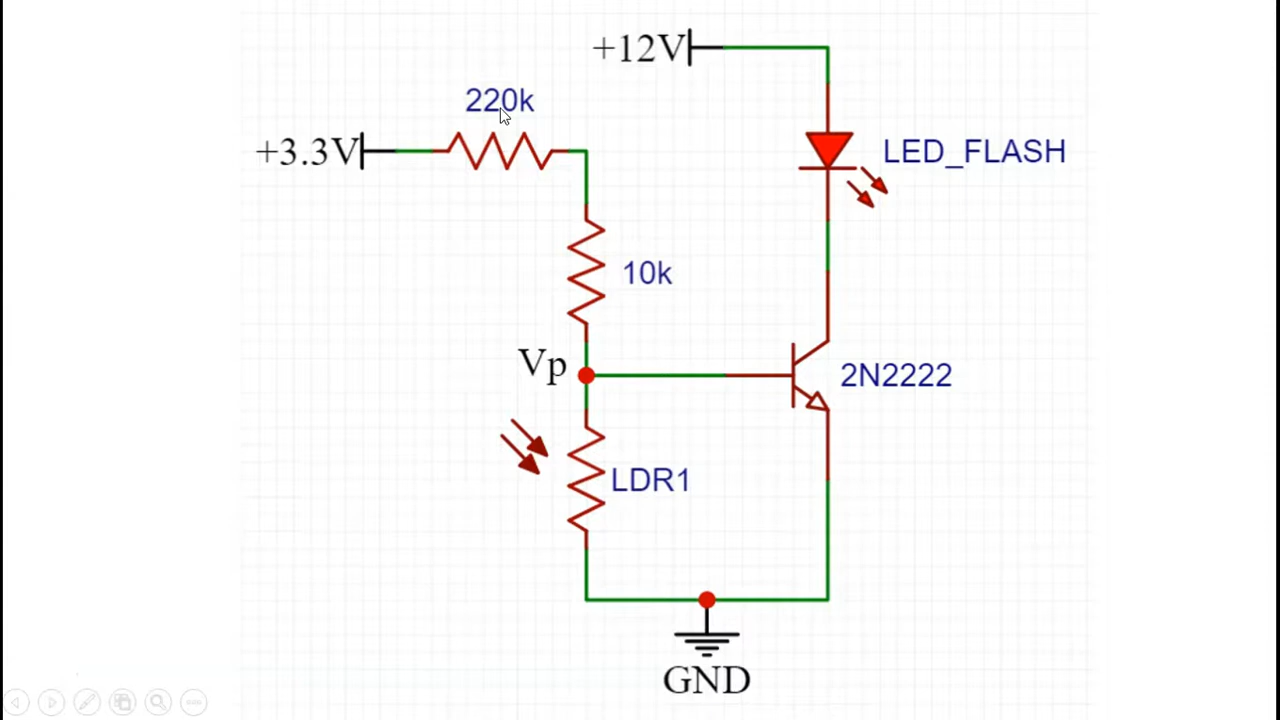 +12V
220k
+3.3V
LED_FLASH
10k
Vp
2N2222
LDR1
GND